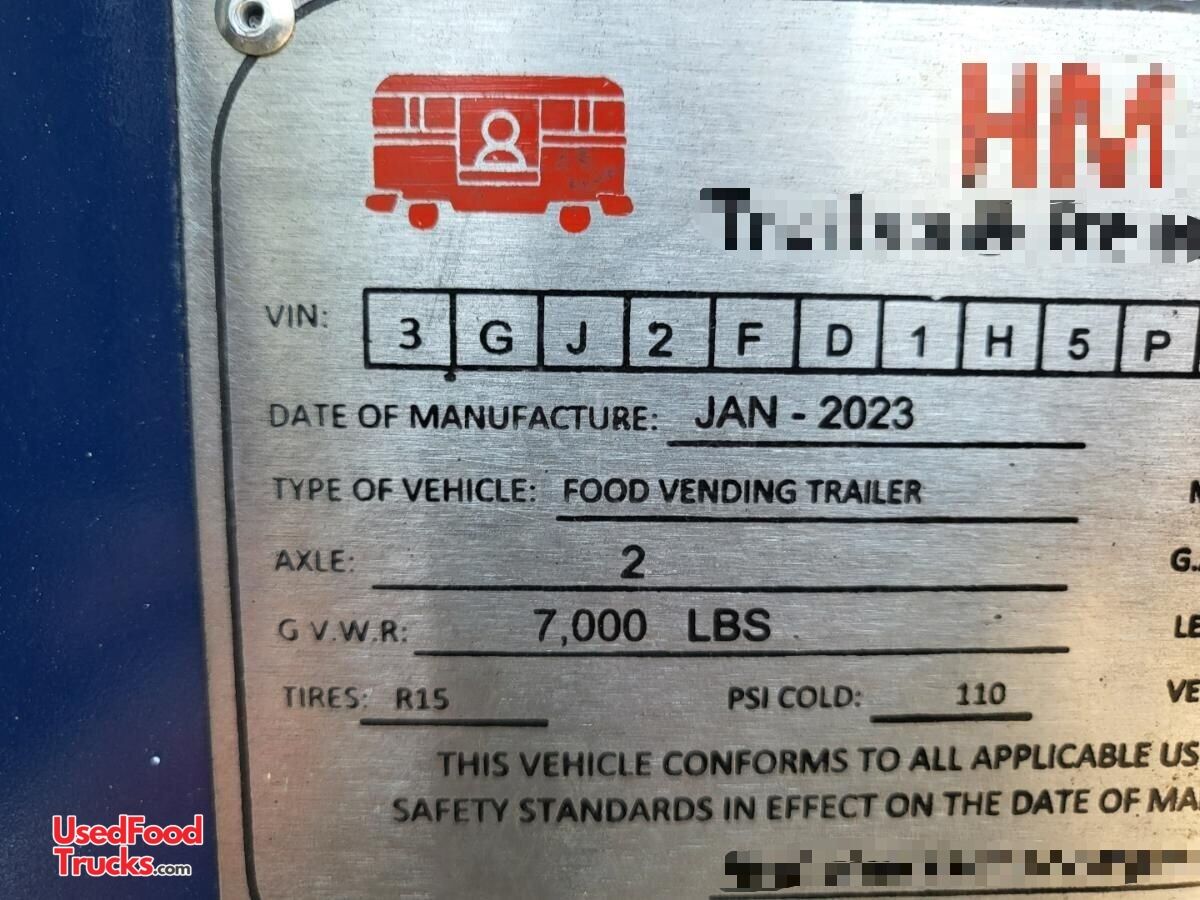 HM
VIN: 3 G J 2 F D 1 H 5 P
DATE OF MANUFACTURE: JAN - 2023
TYPE OF VEHICLE: FOOD VENDING TRAILER
AXLE: 2
G V.W.R: 7,000 LBS
TIRES: R15 PSI COLD: 110
THIS VEHICLE CONFORMS TO ALL APPLICABLE US
SAFETY STANDARDS IN EFFECT ON THE DATE OF MA
UsedFood
Trucks.com